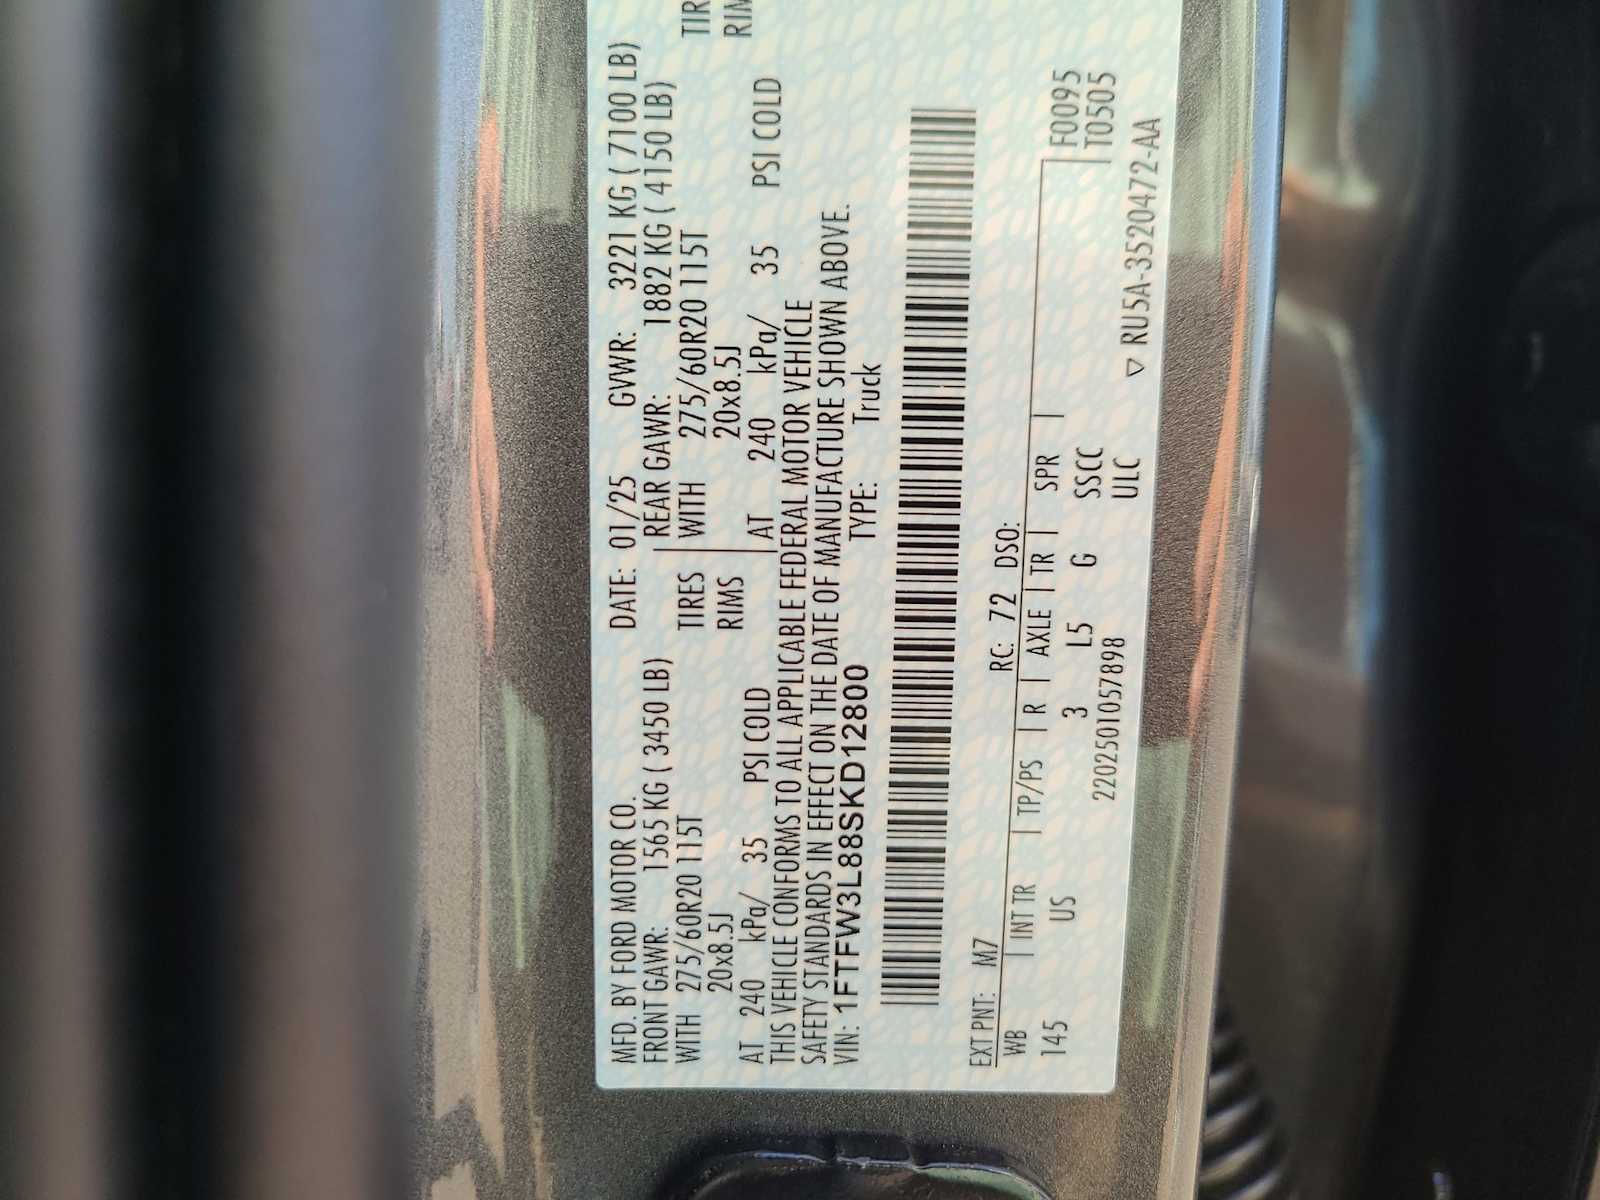 MFD. BY FORD MOTOR CO. DATE: 01/25 GVWR: 3221 KG ( 7100 LB)
FRONT GAWR: 1565 KG ( 3450 LB) REAR GAWR: 1882 KG ( 4150 LB)
WITH 275/60R20 115T TIRES WITH 275/60R20 115T TIR
20x8.5J RIMS 20x8.5J RIM
AT 240 kPa/ 35 PSI COLD AT 240 kPa/ 35 PSI COLD
THIS VEHICLE CONFORMS TO ALL APPLICABLE FEDERAL MOTOR VEHICLE
SAFETY STANDARDS IN EFFECT ON THE DATE OF MANUFACTURE SHOWN ABOVE.
VIN: 1FTFW3L88SKD12800 TYPE: Truck
EXT PNT: M7 RC: 72 DSO:
WB INT TR TP/PS R AXLE TR SPR F0095
145 US 3 L5 G SSCC T0505
2202501057898 ULC
▽ RU5A-3520472-AA